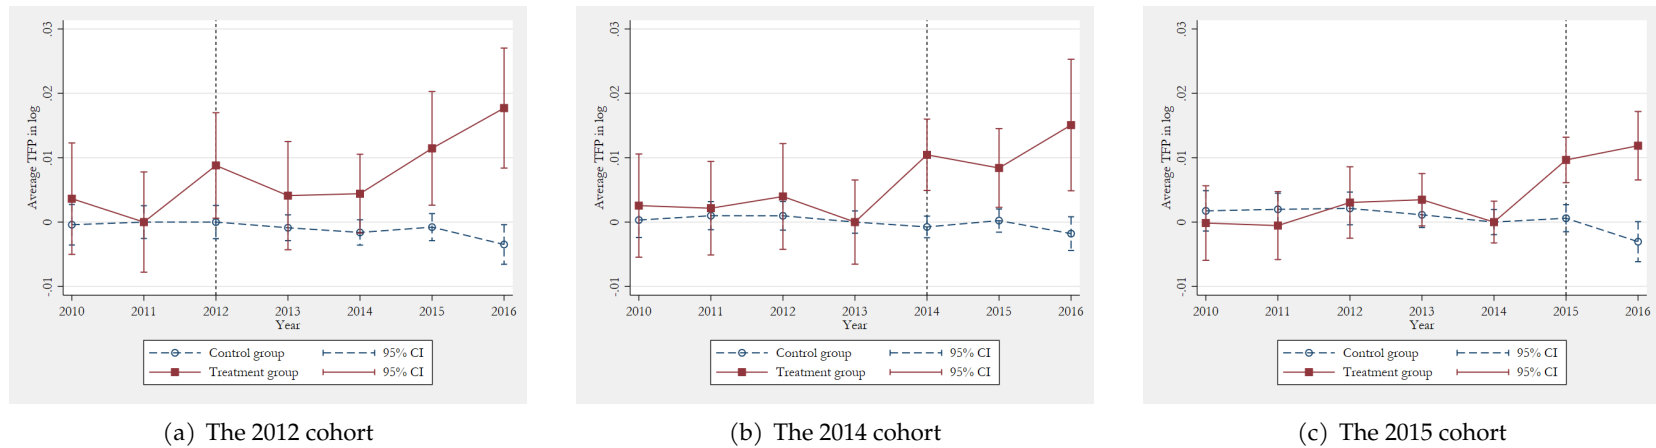 .03
.02
.01
0
-.01
Average TFP in log
2010 2011 2012 2013 2014 2015 2016
Year
Control group 95% CI
Treatment group 95% CI
(a) The 2012 cohort
.03
.02
.01
0
-.01
Average TFP in log
2010 2011 2012 2013 2014 2015 2016
Year
Control group 95% CI
Treatment group 95% CI
(b) The 2014 cohort
.03
.02
.01
0
-.01
Average TFP in log
2010 2011 2012 2013 2014 2015 2016
Year
Control group 95% CI
Treatment group 95% CI
(c) The 2015 cohort